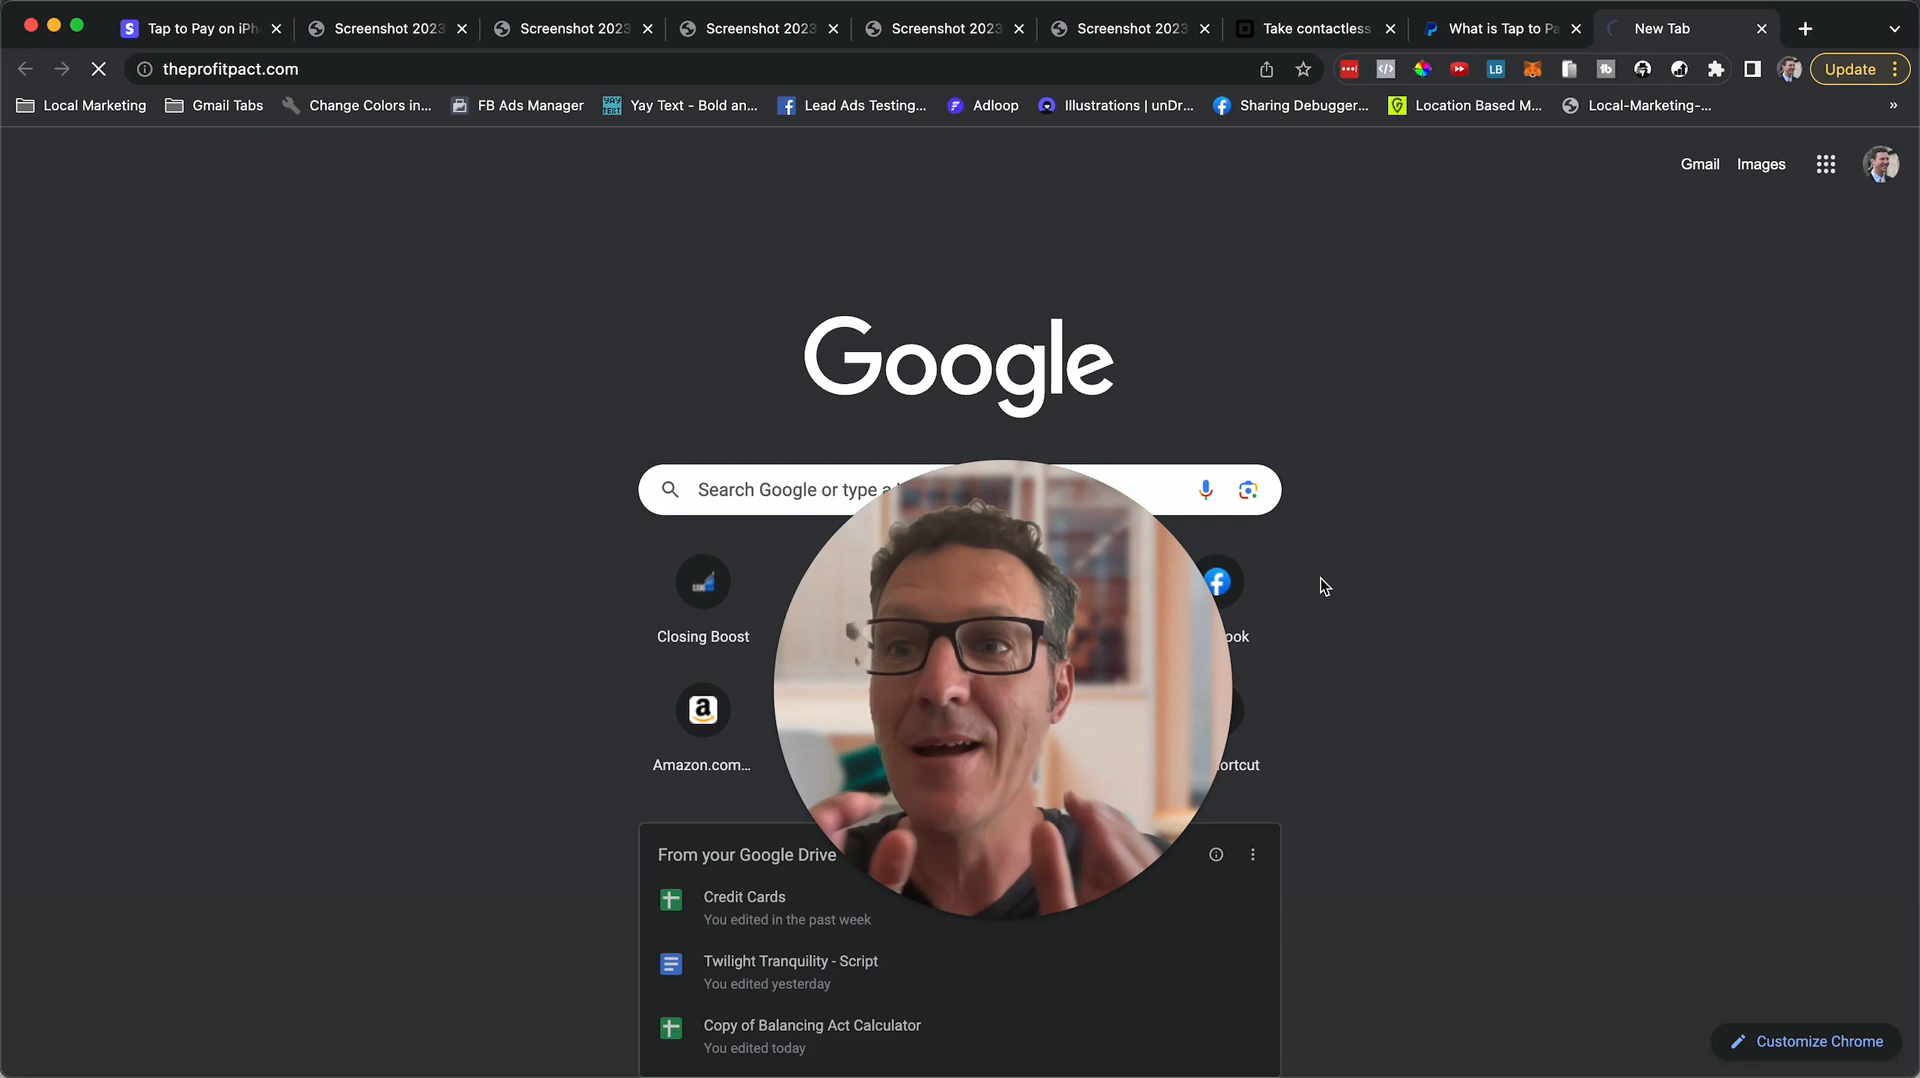 Tap to Pay on iPh
Screenshot 2023
Screenshot 2023
Screenshot 2023
Screenshot 2023
Screenshot 2023
Take contactless
What is Tap to Pa
New Tab
theprofitpact.com
LB
tb
Update
Local Marketing
Gmail Tabs
Change Colors in...
FB Ads Manager
YAY TEXT
Yay Text - Bold an...
Lead Ads Testing...
Adloop
Illustrations | unDr...
Sharing Debugger...
Location Based M...
Local-Marketing-...
»
Gmail
Images
Google
Search Google or type a
Closing Boost
ook
Amazon.com...
ortcut
From your Google Drive
Credit Cards
You edited in the past week
Twilight Tranquility - Script
You edited yesterday
Copy of Balancing Act Calculator
You edited today
Customize Chrome